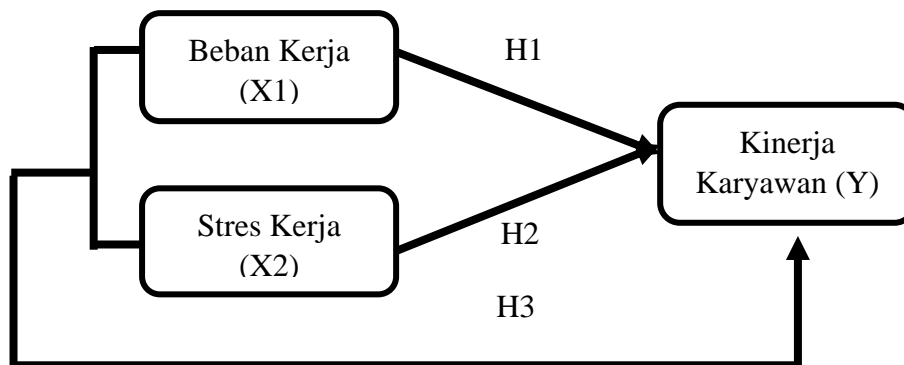 Beban Kerja
(X1)
H1
Kinerja
Karyawan (Y)
Stres Kerja
(X2)
H2
H3